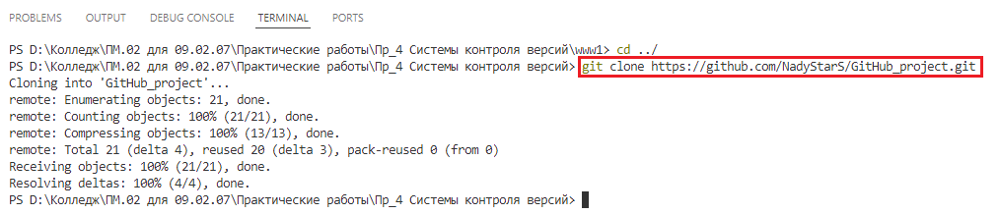 PROBLEMS OUTPUT DEBUG CONSOLE TERMINAL PORTS
PS D:\Колледж\ПМ.02 для 09.02.07\Практические работы\Пр_4 Системы контроля версий\www1> cd ../
PS D:\Колледж\ПМ.02 для 09.02.07\Практические работы\Пр_4 Системы контроля версий> git clone https://github.com/NadyStarS/GitHub_project.git
Cloning into 'GitHub_project'...
remote: Enumerating objects: 21, done.
remote: Counting objects: 100% (21/21), done.
remote: Compressing objects: 100% (13/13), done.
remote: Total 21 (delta 4), reused 20 (delta 3), pack-reused 0 (from 0)
Receiving objects: 100% (21/21), done.
Resolving deltas: 100% (4/4), done.
PS D:\Колледж\ПМ.02 для 09.02.07\Практические работы\Пр_4 Системы контроля версий>